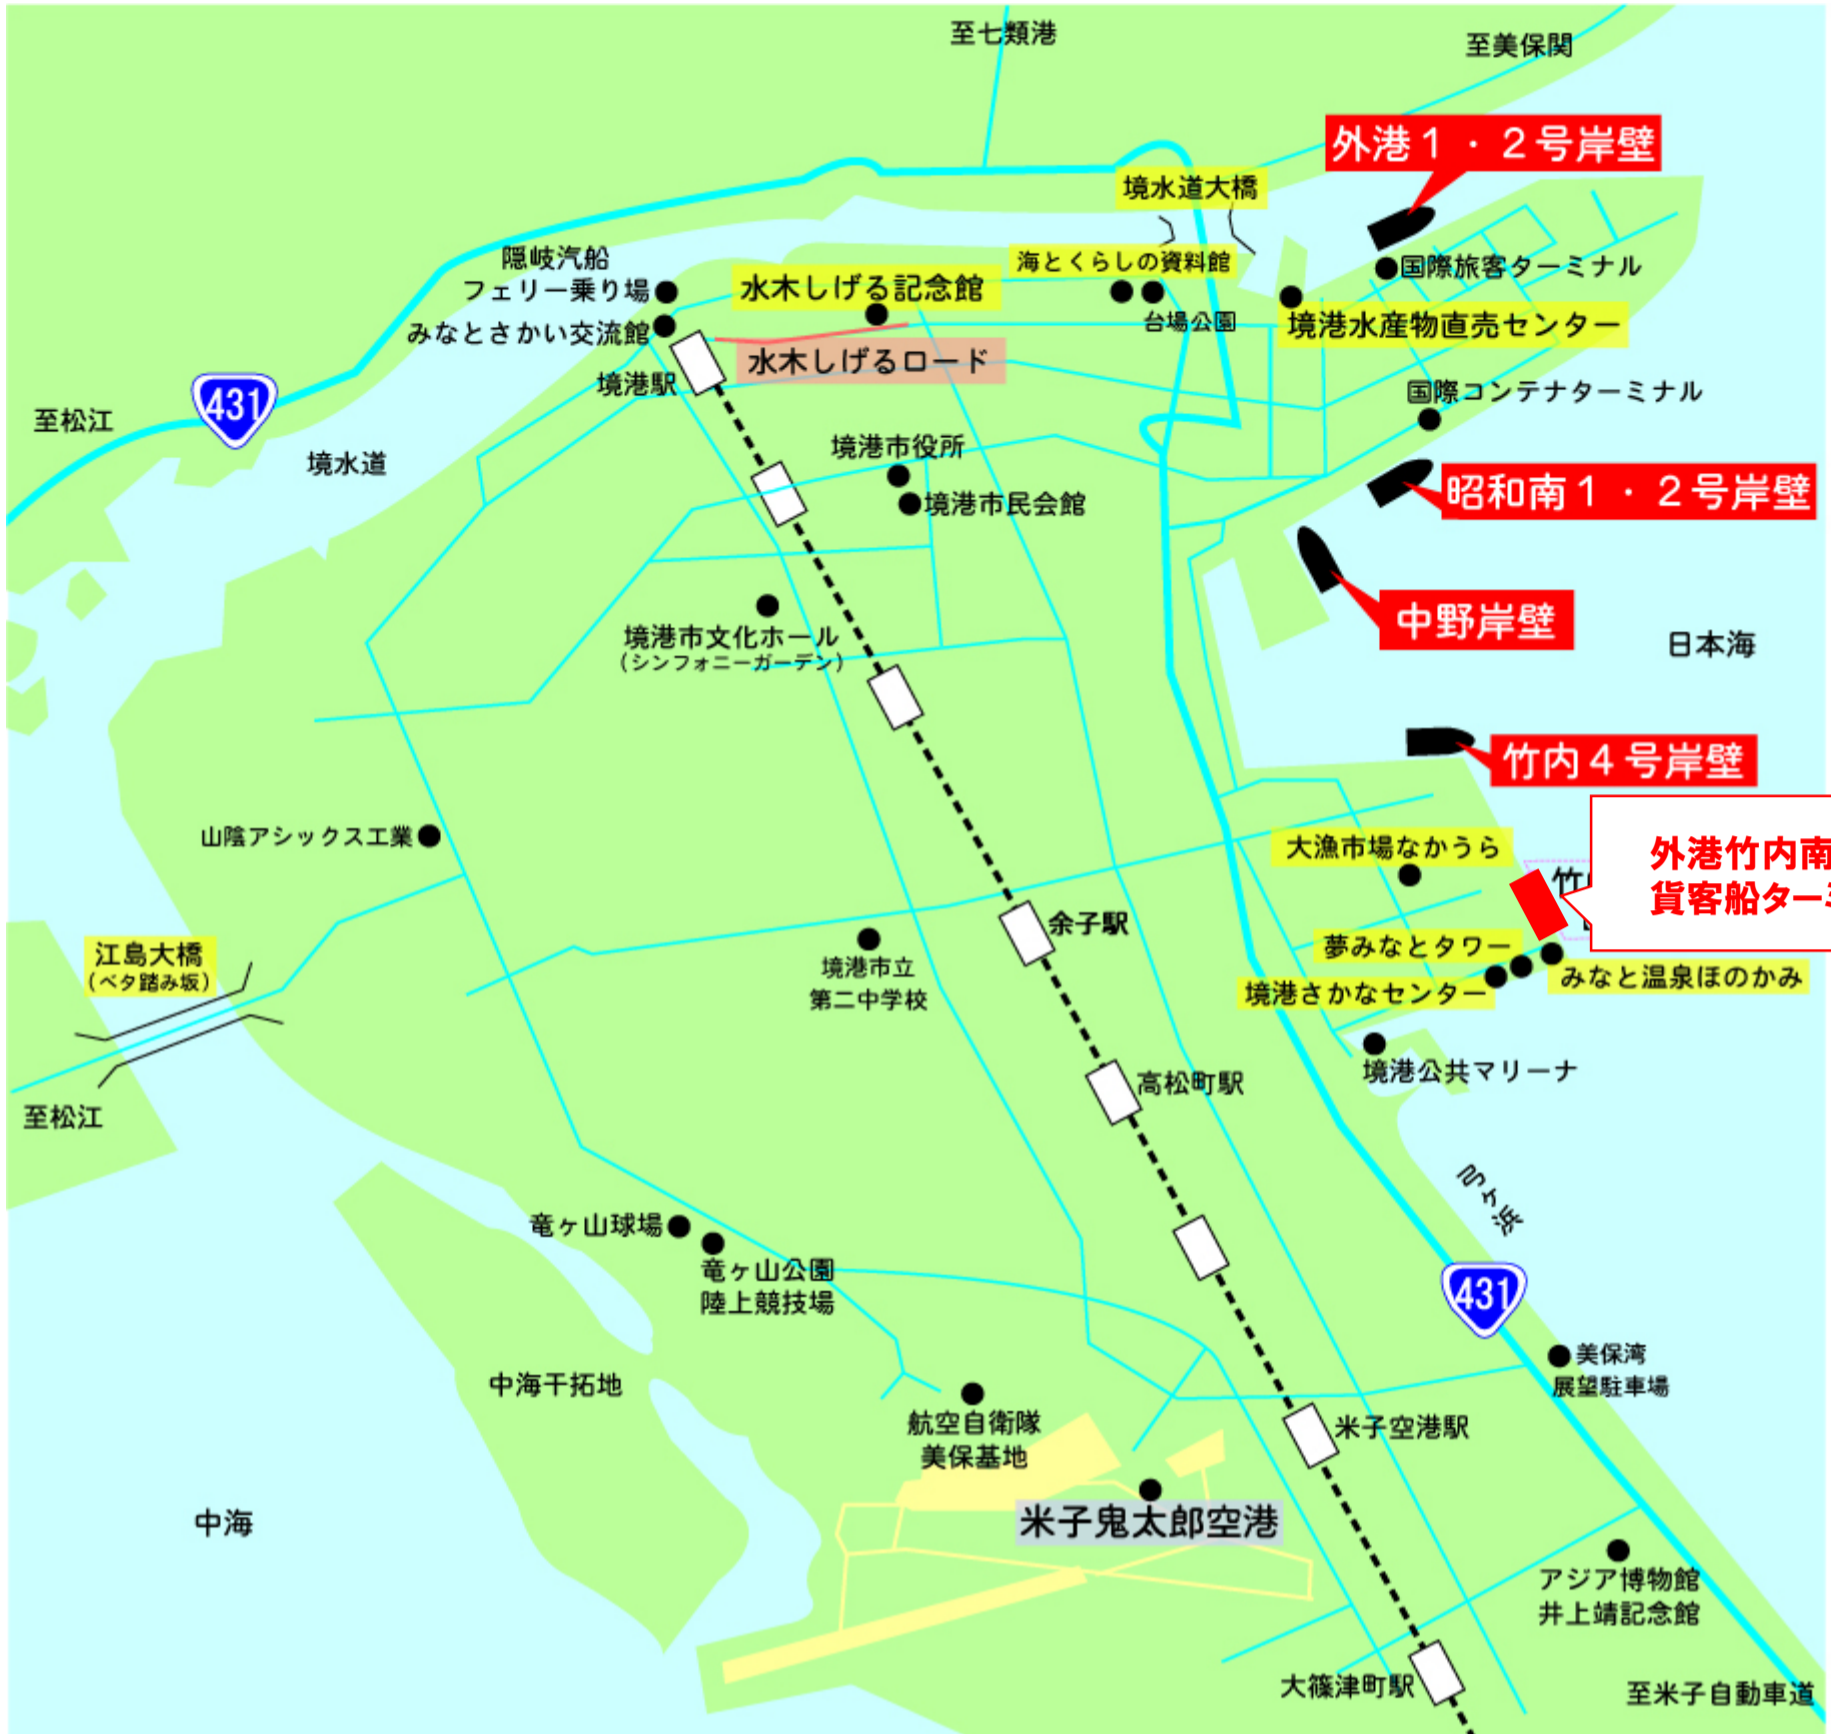 至七類港
至美保関
外港１・２号岸壁
境水道大橋
隠岐汽船
フェリー乗り場
海とくらしの資料館
国際旅客ターミナル
水木しげる記念館
台場公園
境港水産物直売センター
みなとさかい交流館
水木しげるロード
境港駅
431
至松江
国際コンテナターミナル
境水道
境港市役所
境港市民会館
昭和南１・２号岸壁
中野岸壁
境港市文化ホール
（シンフォニーガーデン）
日本海
竹内４号岸壁
山陰アシックス工業
大漁市場なかうら
外港竹内南
貨客船ター
竹
余子駅
夢みなとタワー
江島大橋
（ベタ踏み坂）
境港市立
第二中学校
境港さかなセンター
みなと温泉ほのかみ
境港公共マリーナ
高松町駅
至松江
弓ヶ浜
竜ヶ山球場
竜ヶ山公園
陸上競技場
431
美保湾
展望駐車場
中海干拓地
航空自衛隊
美保基地
米子空港駅
中海
米子鬼太郎空港
アジア博物館
井上靖記念館
大篠津町駅
至米子自動車道